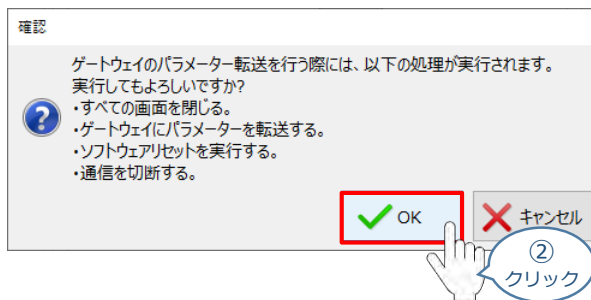 確認
ゲートウェイのパラメーター転送を行う際には、以下の処理が実行されます。
実行してもよろしいですか?
・すべての画面を閉じる。
・ゲートウェイにパラメーターを転送する。
・ソフトウェアリセットを実行する。
・通信を切断する。
OK
キャンセル
②
クリック